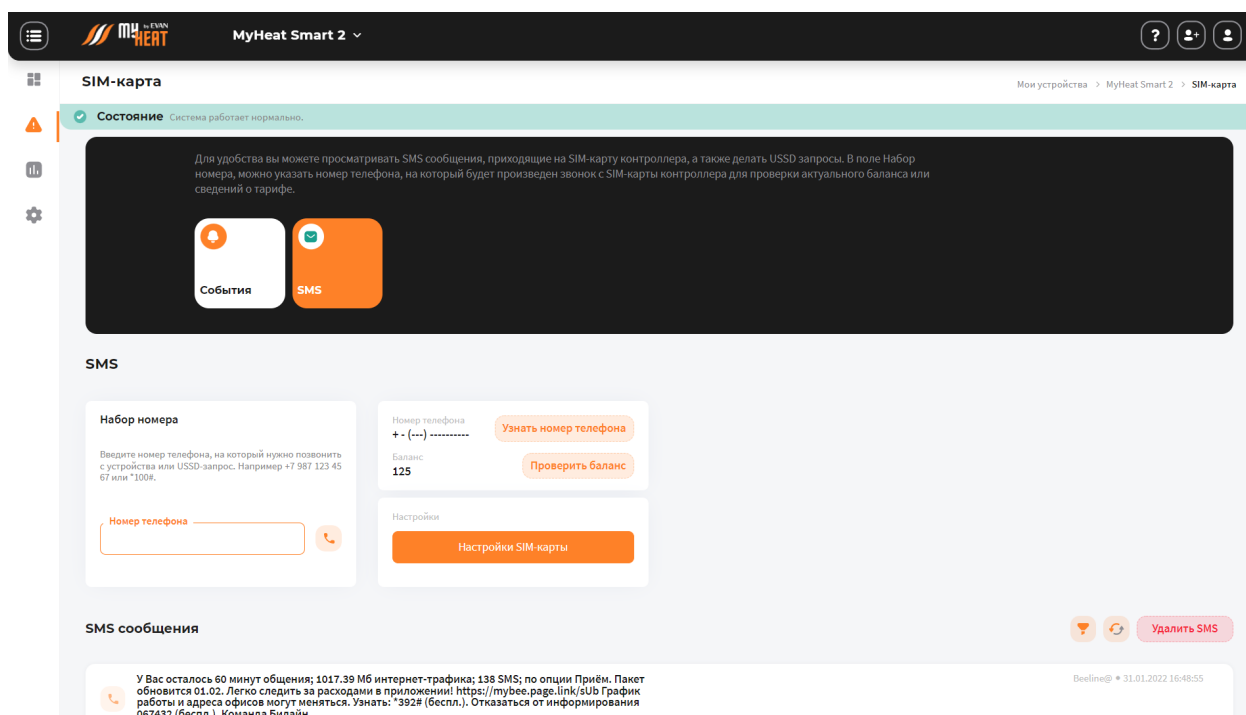 by EVAN
MYHEAT
MyHeat Smart 2
?
SIM-карта
Мои устройства > MyHeat Smart 2 > SIM-карта
Состояние Система работает нормально.
Для удобства вы можете просматривать SMS сообщения, приходящие на SIM-карту контроллера, а также делать USSD запросы. В поле Набор
номера, можно указать номер телефона, на который будет произведен звонок с SIM-карты контроллера для проверки актуального баланса или
сведений о тарифе.
События
SMS
SMS
Набор номера
Введите номер телефона, на который нужно позвонить
с устройства или USSD-запрос. Например +7 987 123 45
67 или *100#.
Номер телефона
Номер телефона
+ - (---) ----------
Узнать номер телефона
Баланс
125
Проверить баланс
Настройки
Настройки SIM-карты
SMS сообщения
Удалить SMS
У Вас осталось 60 минут общения; 1017.39 Мб интернет-трафика; 138 SMS; по опции Приём. Пакет
обновится 01.02. Легко следить за расходами в приложении! https://mybee.page.link/sUb График
работы и адреса офисов могут меняться. Узнать: *392# (беспл.). Отказаться от информирования
067432 (беспл.). Команда Билайн
Beeline@ • 31.01.2022 16:48:55